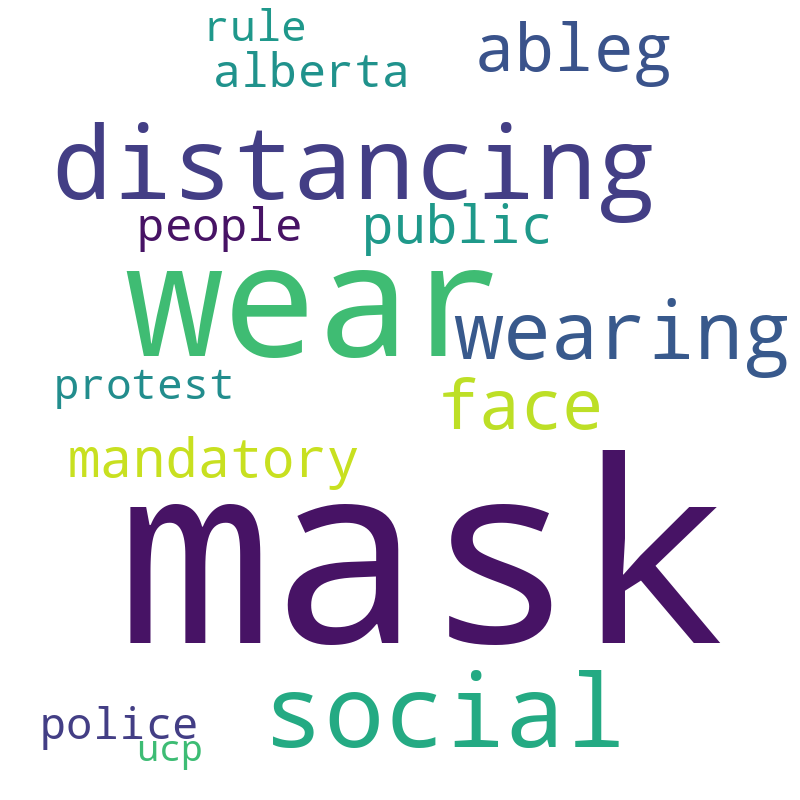 rule
ableg
alberta
distancing
people
public
wear
wearing
protest
face
mandatory
mask
social
police
ucp